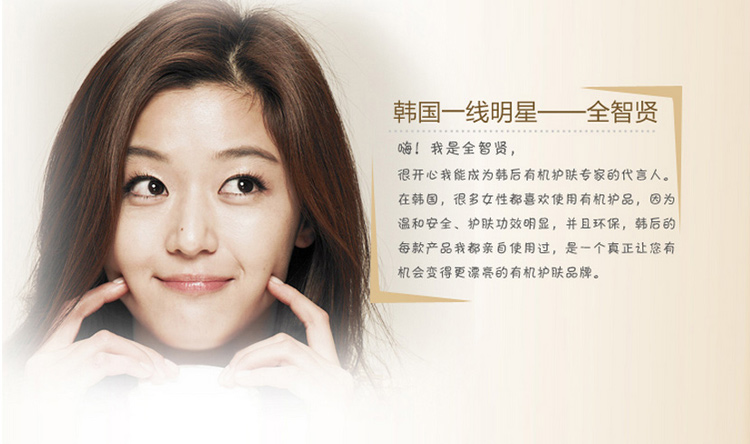 韩国一线明星——全智贤
嗨！我是全智贤，
很开心我能成为韩后有机护肤专家的代言人。
在韩国，很多女性都喜欢使用有机护品，因为
温和安全、护肤功效明显，并且环保，韩后的
每款产品我都亲自使用过，是一个真正让您有
机会变得更漂亮的有机护肤品牌。